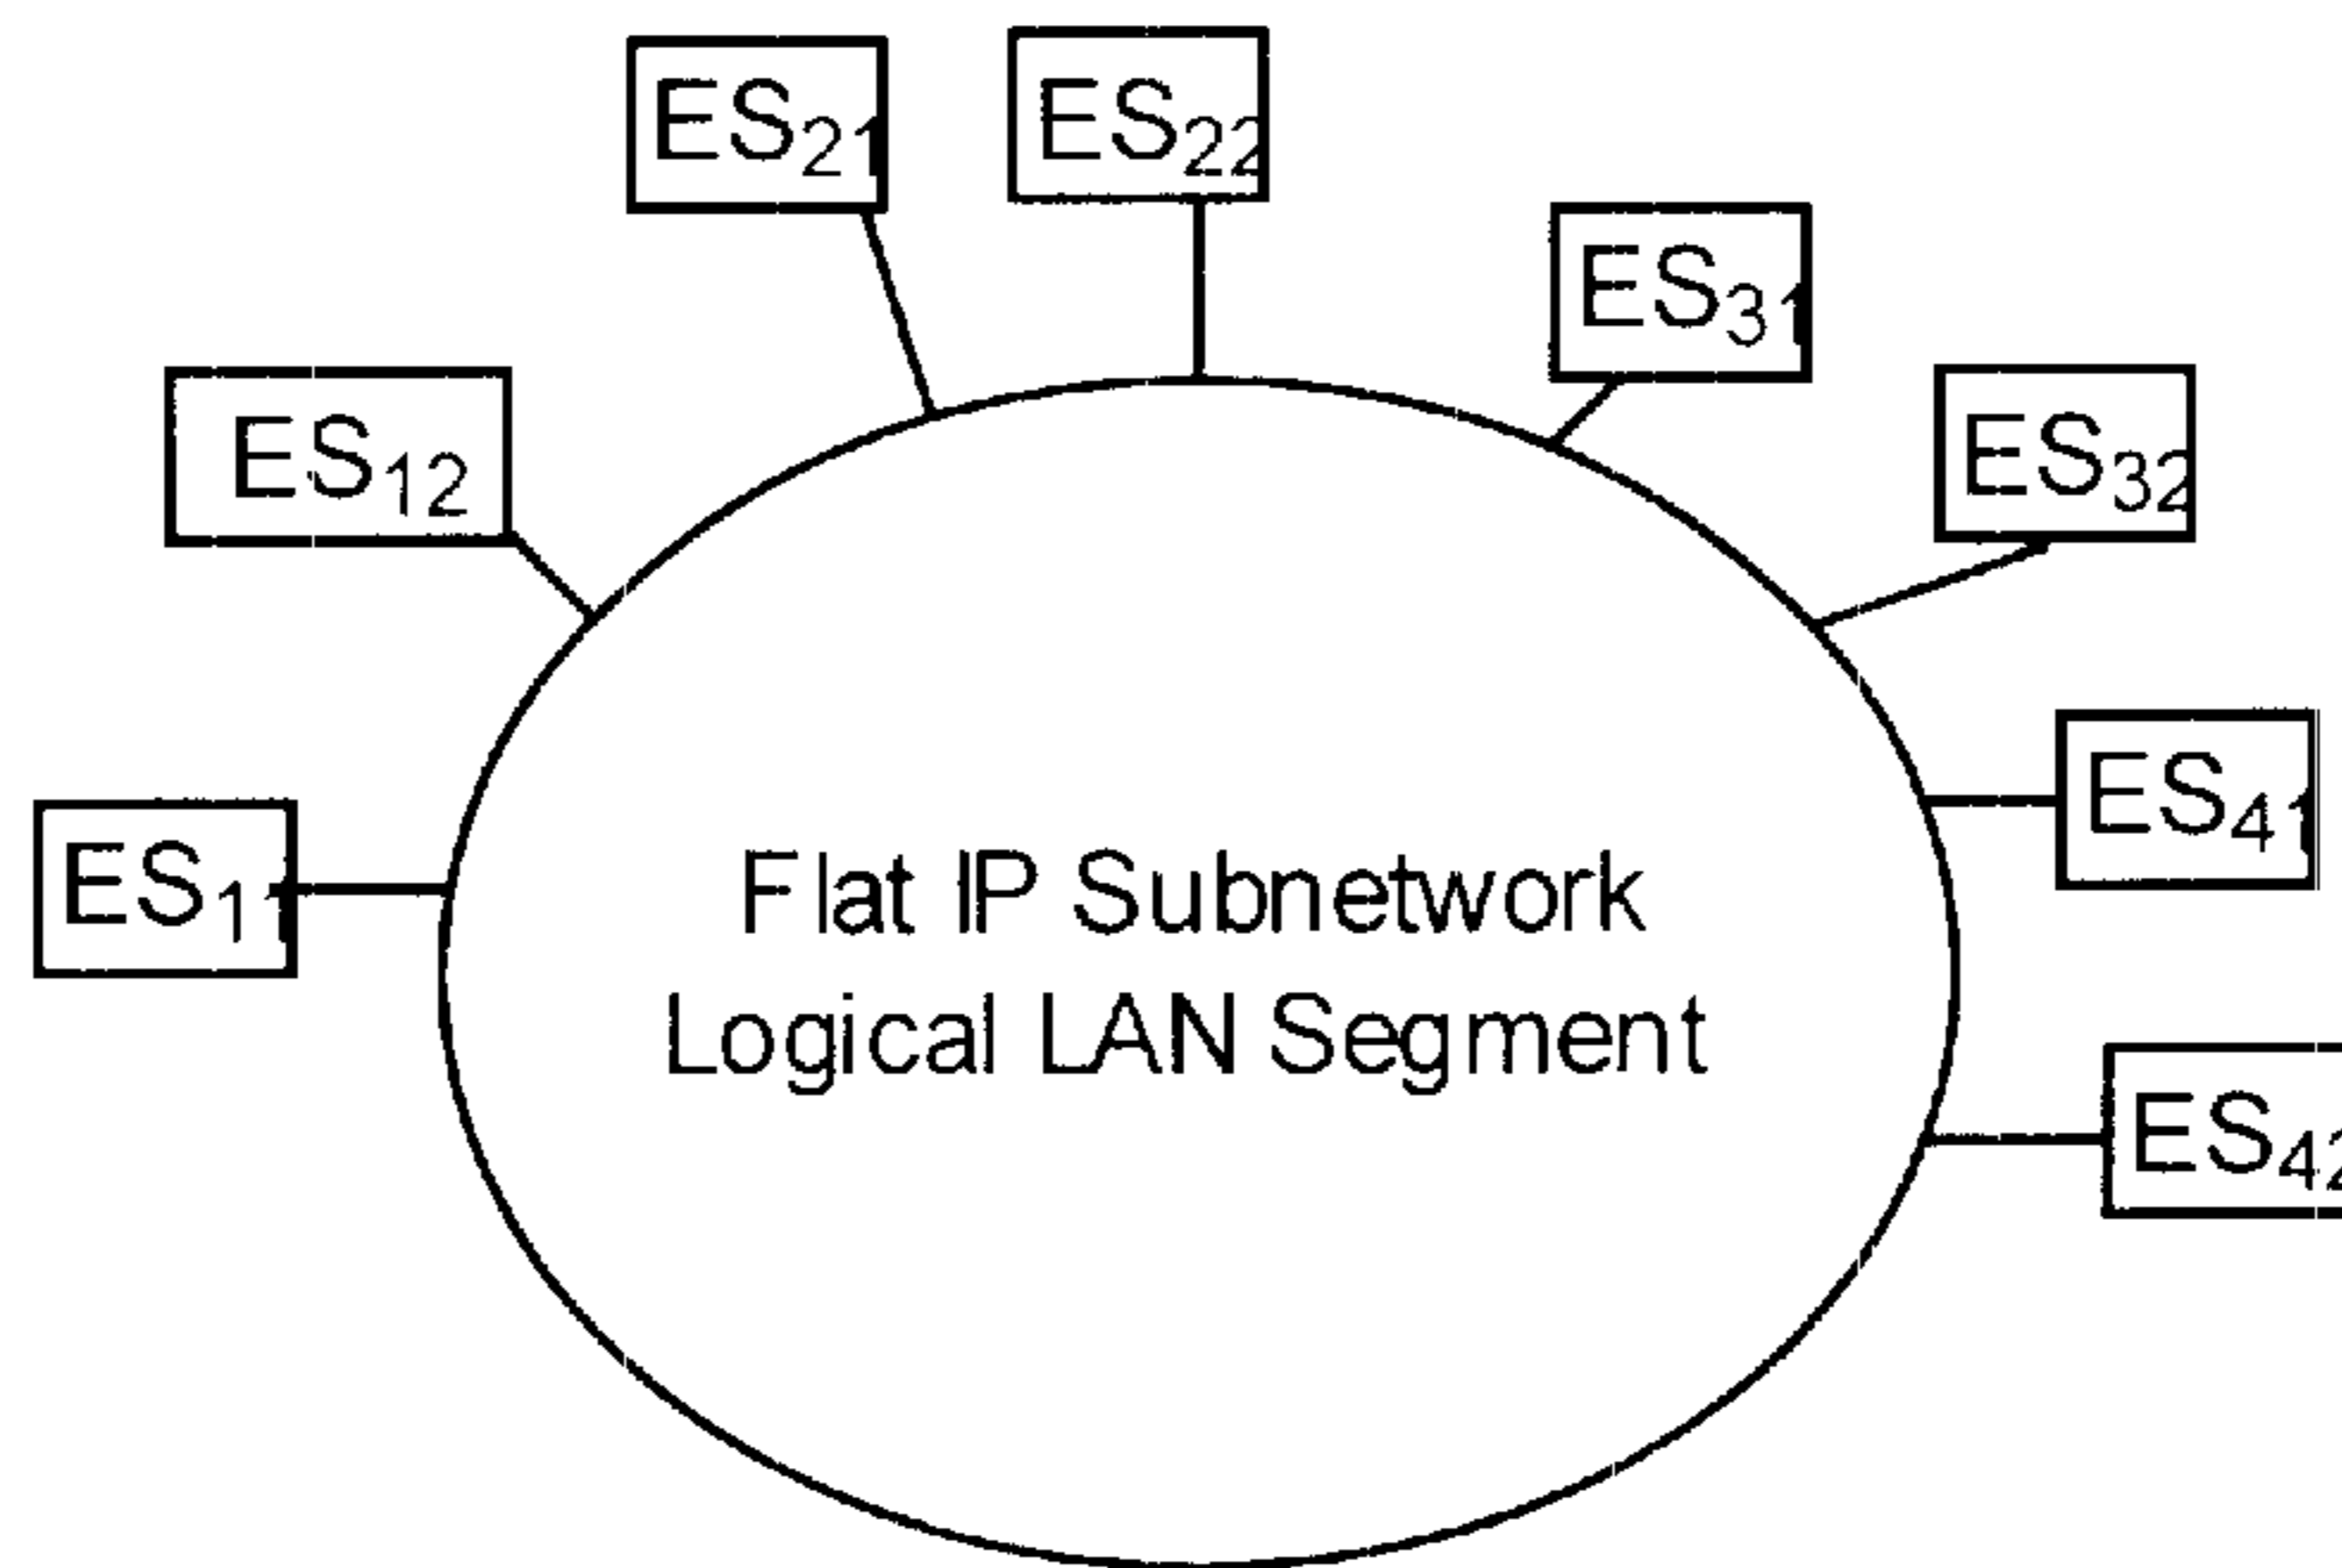 ES21
ES22
ES31
ES12
ES32
ES41
ES11
Flat IP Subnetwork
Logical LAN Segment
ES42